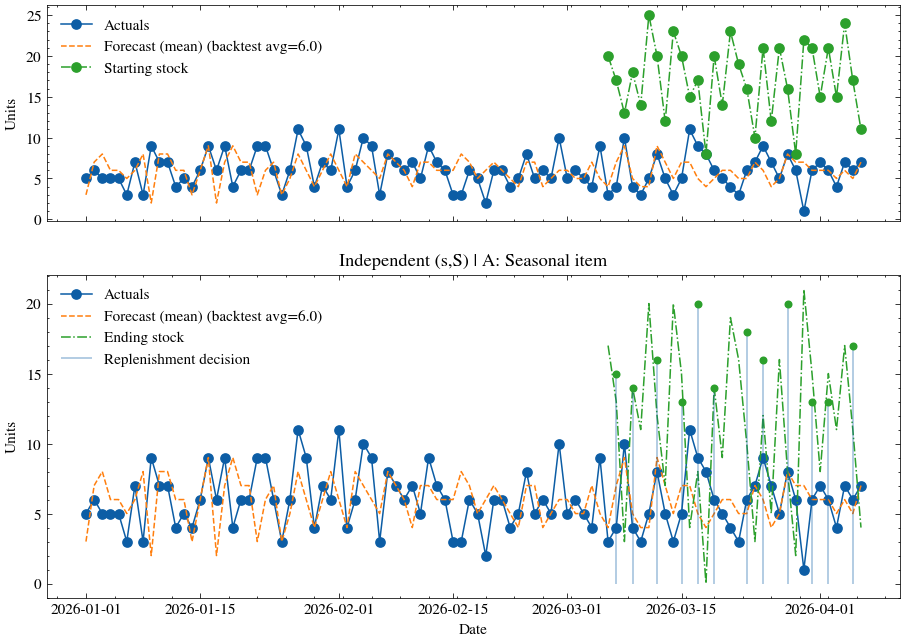 25
20
15
10
5
0
Units
Actuals
Forecast (mean) (backtest avg=6.0)
Starting stock
Independent (s,S) | A: Seasonal item
20
15
10
5
0
Units
Actuals
Forecast (mean) (backtest avg=6.0)
Ending stock
Replenishment decision
2026-01-01 2026-01-15 2026-02-01 2026-02-15 2026-03-01 2026-03-15 2026-04-01
Date